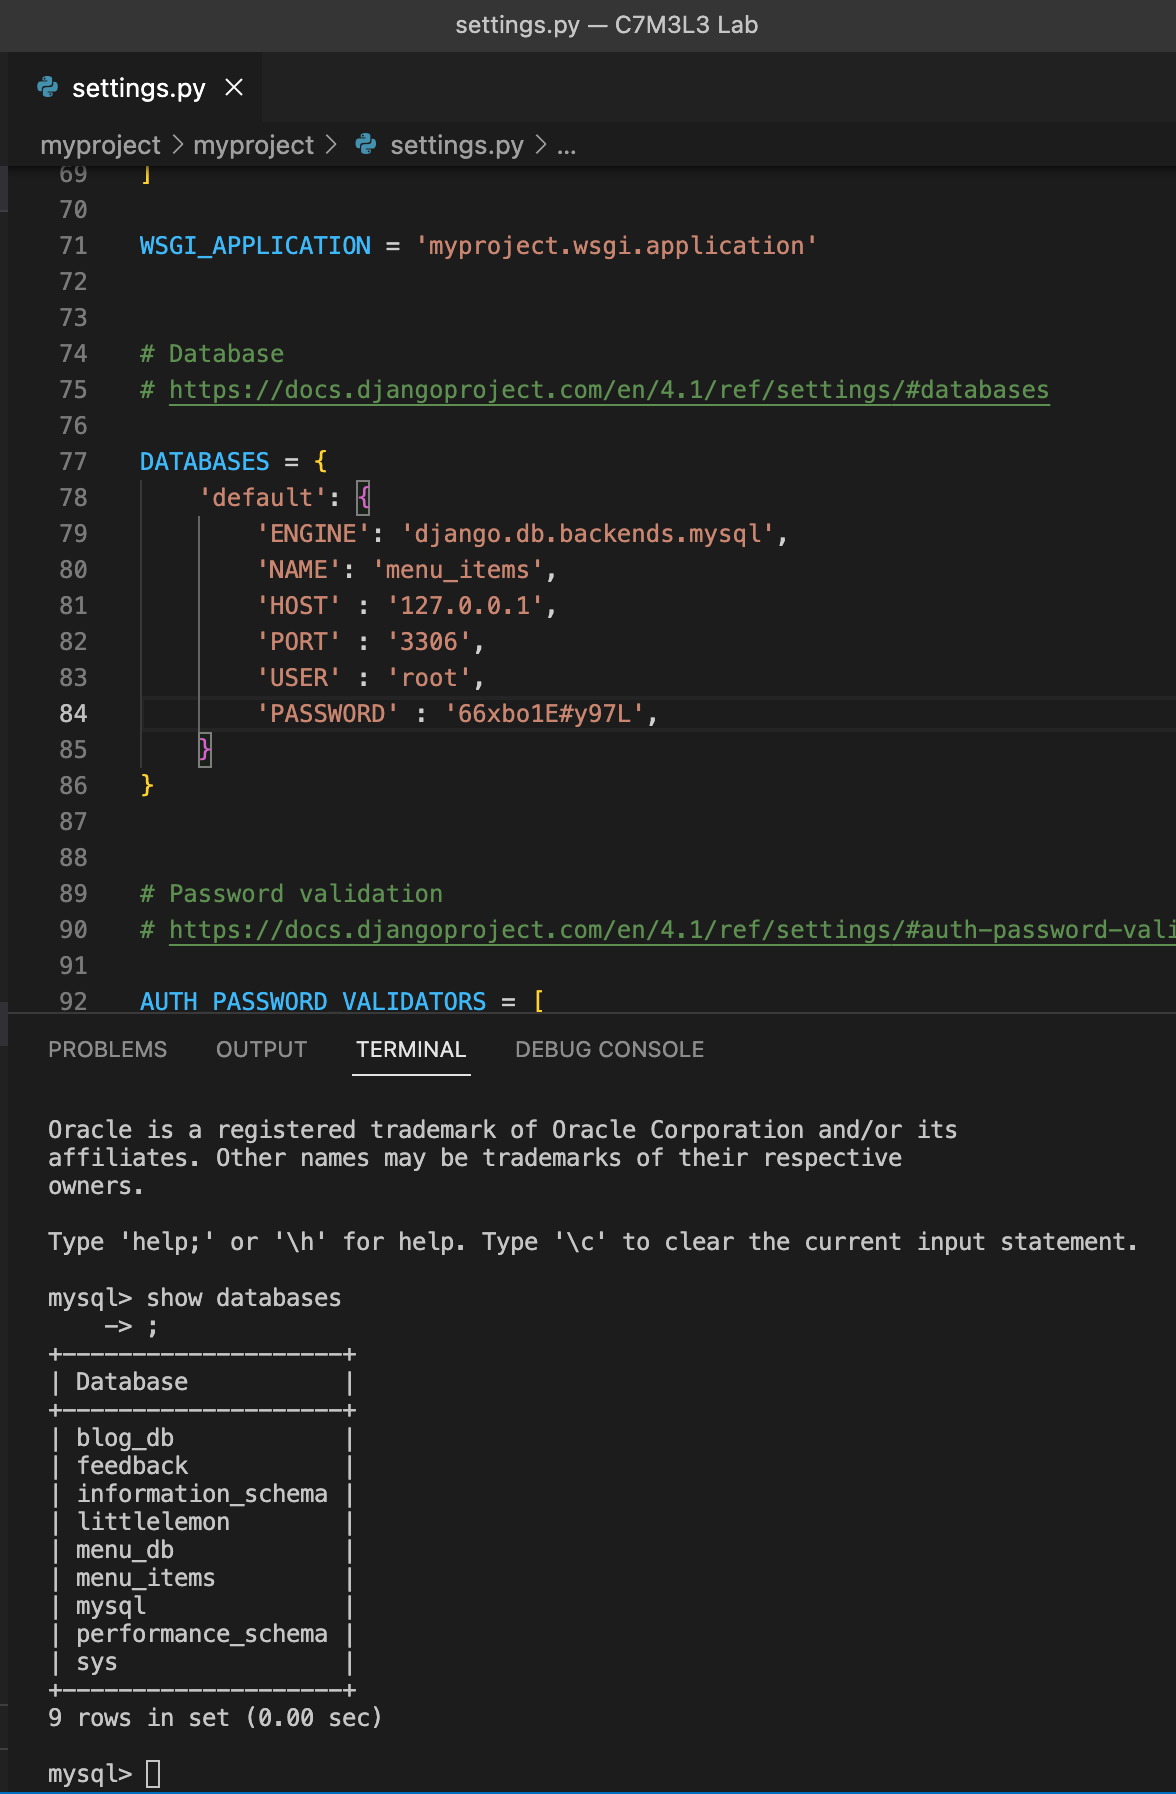 settings.py — C7M3L3 Lab
settings.py
myproject > myproject > settings.py > ...
69 ]
70
71 WSGI_APPLICATION = 'myproject.wsgi.application'
72
73
74 # Database
75 # https://docs.djangoproject.com/en/4.1/ref/settings/#databases
76
77 DATABASES = {
78     'default': {
79         'ENGINE': 'django.db.backends.mysql',
80         'NAME': 'menu_items',
81         'HOST' : '127.0.0.1',
82         'PORT' : '3306',
83         'USER' : 'root',
84         'PASSWORD' : '66xbo1E#y97L',
85     }
86 }
87
88
89 # Password validation
90 # https://docs.djangoproject.com/en/4.1/ref/settings/#auth-password-vali
91
92 AUTH_PASSWORD_VALIDATORS = [
PROBLEMS OUTPUT TERMINAL DEBUG CONSOLE
Oracle is a registered trademark of Oracle Corporation and/or its
affiliates. Other names may be trademarks of their respective
owners.
Type 'help;' or '\h' for help. Type '\c' to clear the current input statement.
mysql> show databases
    -> ;
+--------------------+
| Database           |
+--------------------+
| blog_db            |
| feedback           |
| information_schema |
| littlelemon        |
| menu_db            |
| menu_items         |
| mysql              |
| performance_schema |
| sys                |
+--------------------+
9 rows in set (0.00 sec)
mysql>